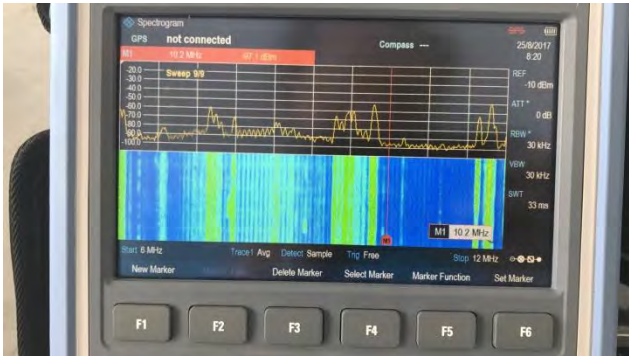 Spectrogram
GPS not connected
Compass ---
GPS
25/8/2017
8:20
M1 10.2 MHz -97.1 dBm
Sweep 9/9
-20.0
-30.0
-40.0
-50.0
-60.0
-70.0
-80.0
-90.0
-100.0
REF
-10 dBm
ATT *
0 dB
RBW *
30 kHz
VBW
30 kHz
SWT
33 ms
M1 10.2 MHz
M1
Start 6 MHz Trace1 Avg Detect Sample Trig Free Stop 12 MHz
New Marker Delete Marker Select Marker Marker Function Set Marker
F1 F2 F3 F4 F5 F6